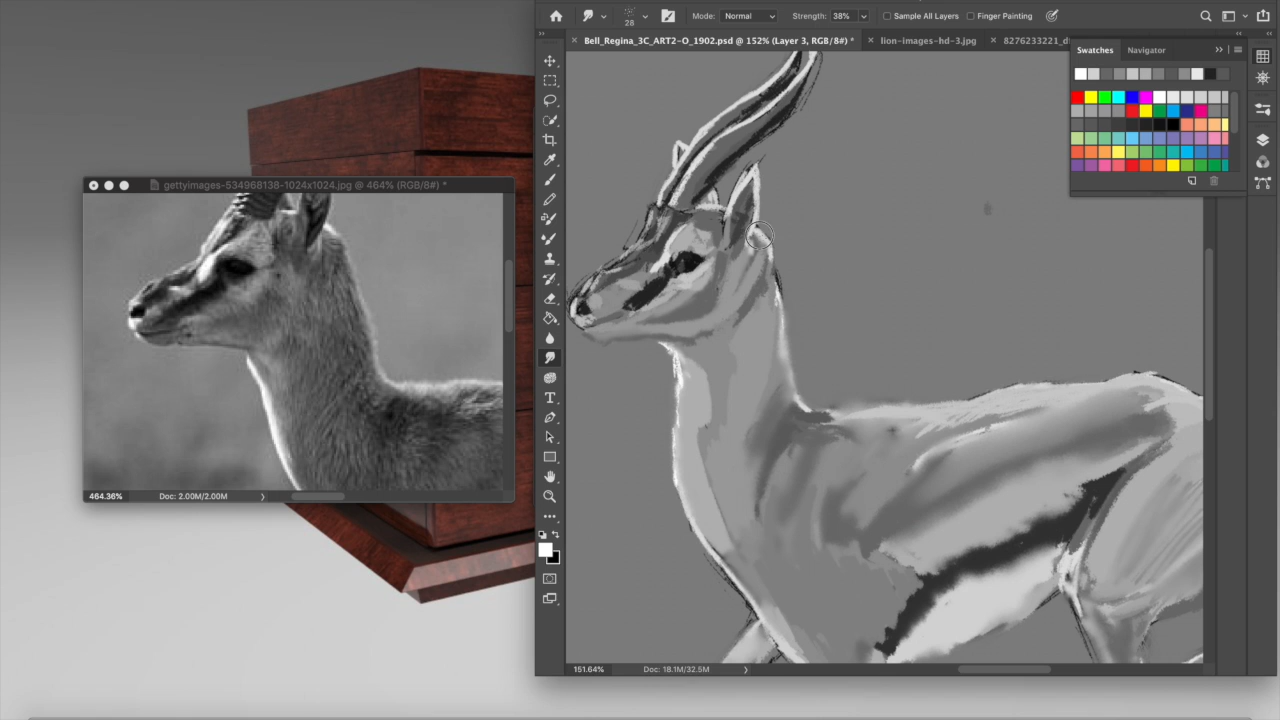 28
Mode: Normal
Strength: 38%
Sample All Layers
Finger Painting
Bell_Regina_3C_ART2-O_1902.psd @ 152% (Layer 3, RGB/8#) *
lion-images-hd-3.jpg
Swatches
Navigator
gettyimages-534968138-1024x1024.jpg @ 464% (RGB/8#) *
464.36%
Doc: 2.00M/2.00M
151.64%
Doc: 18.1M/32.5M